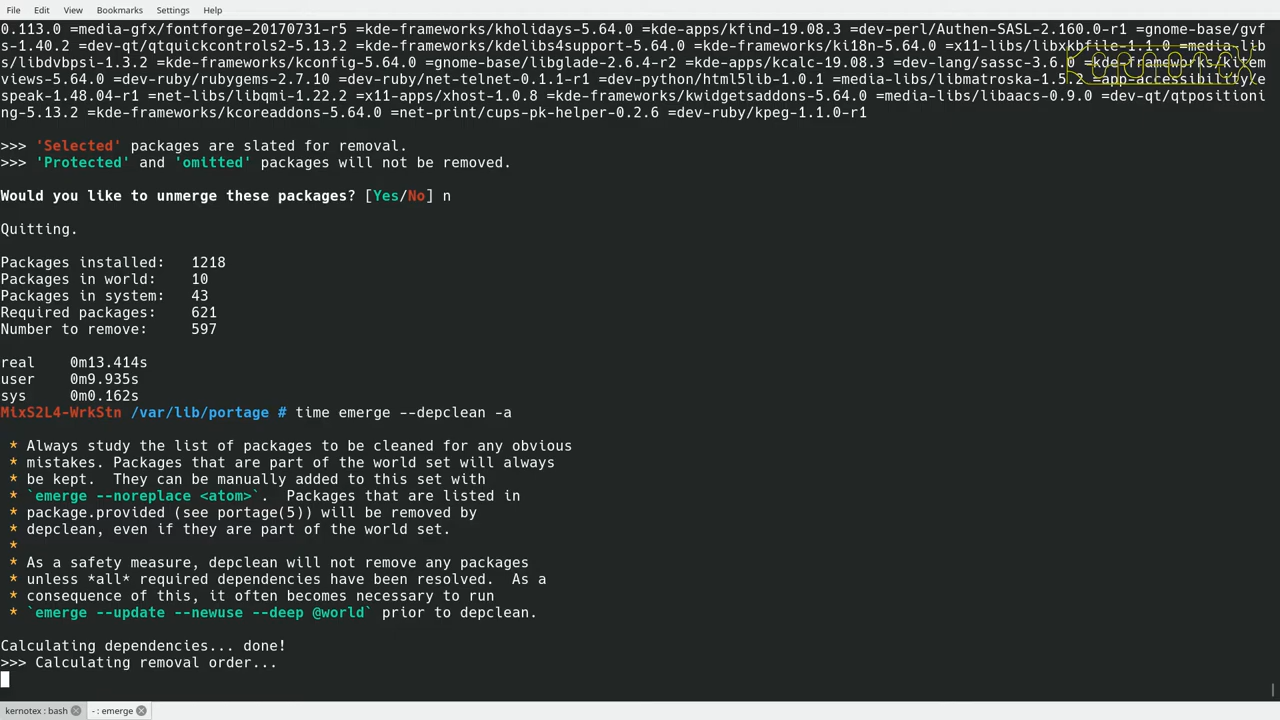 File Edit View Bookmarks Settings Help
0.113.0 =media-gfx/fontforge-20170731-r5 =kde-apps/kholidays-5.64.0 =kde-apps/kfind-19.08.3 =dev-perl/Authen-SASL-2.160.0-r1 =gnome-base/gvf
s-1.40.2 =dev-qt/qtquickcontrols2-5.13.2 =kde-frameworks/kdelibs4support-5.64.0 =kde-frameworks/ki18n-5.64.0 =x11-libs/libxkbfile-1.1.0 =media-lib
s/libdvbpsi-1.3.2 =kde-frameworks/kconfig-5.64.0 =gnome-base/libglade-2.6.4-r2 =kde-apps/kcalc-19.08.3 =dev-lang/sassc-3.6.0 =kde-frameworks/kitem
views-5.64.0 =dev-ruby/rubygems-2.7.10 =dev-ruby/net-telnet-0.1.1-r1 =dev-python/html5lib-1.0.1 =media-libs/libmatroska-1.5.2 =app-accessibility/e
speak-1.48.04-r1 =net-libs/libqmi-1.22.2 =x11-apps/xhost-1.0.8 =kde-frameworks/kwidgetsaddons-5.64.0 =media-libs/libaacs-0.9.0 =dev-qt/qtpositioni
ng-5.13.2 =kde-frameworks/kcoreaddons-5.64.0 =net-print/cups-pk-helper-0.2.6 =dev-ruby/kpeg-1.1.0-r1
>>> 'Selected' packages are slated for removal.
>>> 'Protected' and 'omitted' packages will not be removed.
Would you like to unmerge these packages? [Yes/No] n
Quitting.
Packages installed:   1218
Packages in world:    10
Packages in system:   43
Required packages:    621
Number to remove:     597
real    0m13.414s
user    0m9.935s
sys     0m0.162s
MixS2L4-WrkStn /var/lib/portage # time emerge --depclean -a
 * Always study the list of packages to be cleaned for any obvious
 * mistakes. Packages that are part of the world set will always
 * be kept.  They can be manually added to this set with
 * `emerge --noreplace <atom>`.  Packages that are listed in
 * package.provided (see portage(5)) will be removed by
 * depclean, even if they are part of the world set.
 *
 * As a safety measure, depclean will not remove any packages
 * unless *all* required dependencies have been resolved.  As a
 * consequence of this, it often becomes necessary to run
 * `emerge --update --newuse --deep @world` prior to depclean.
Calculating dependencies... done!
>>> Calculating removal order...
kernotex : bash
- : emerge